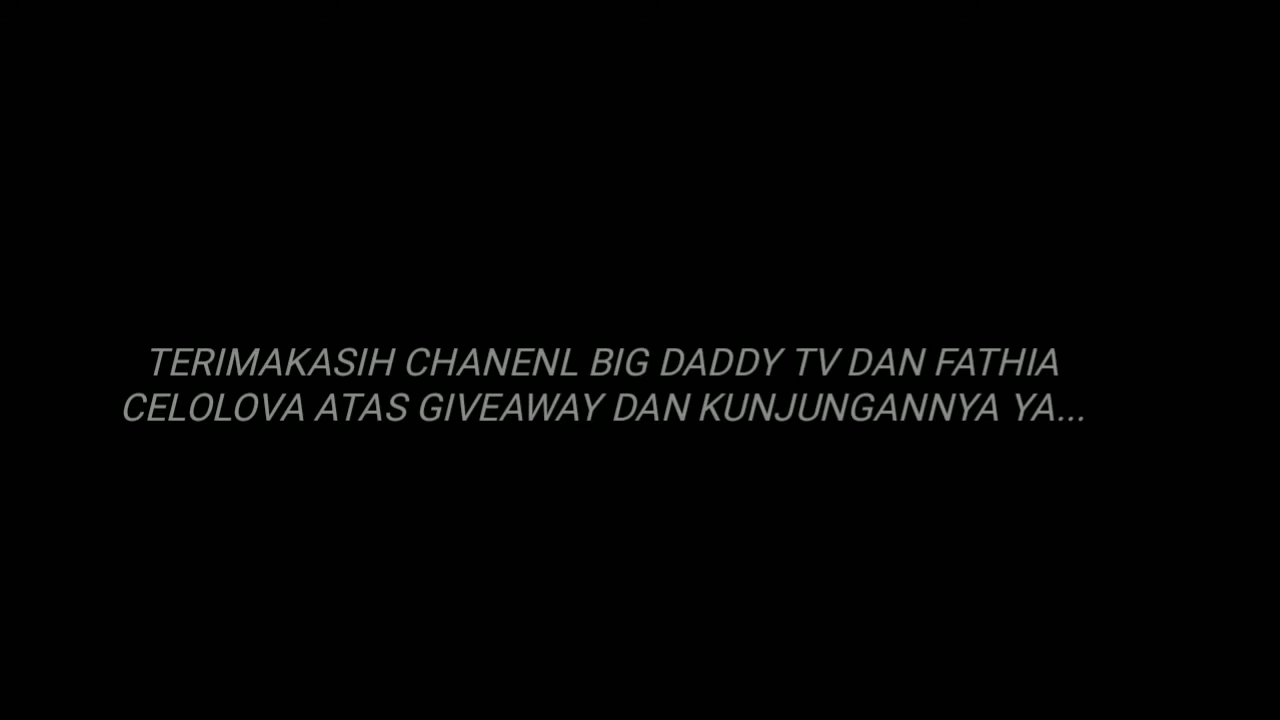 TERIMAKASIH CHANENL BIG DADDY TV DAN FATHIA
CELOLOVA ATAS GIVEAWAY DAN KUNJUNGANNYA YA...